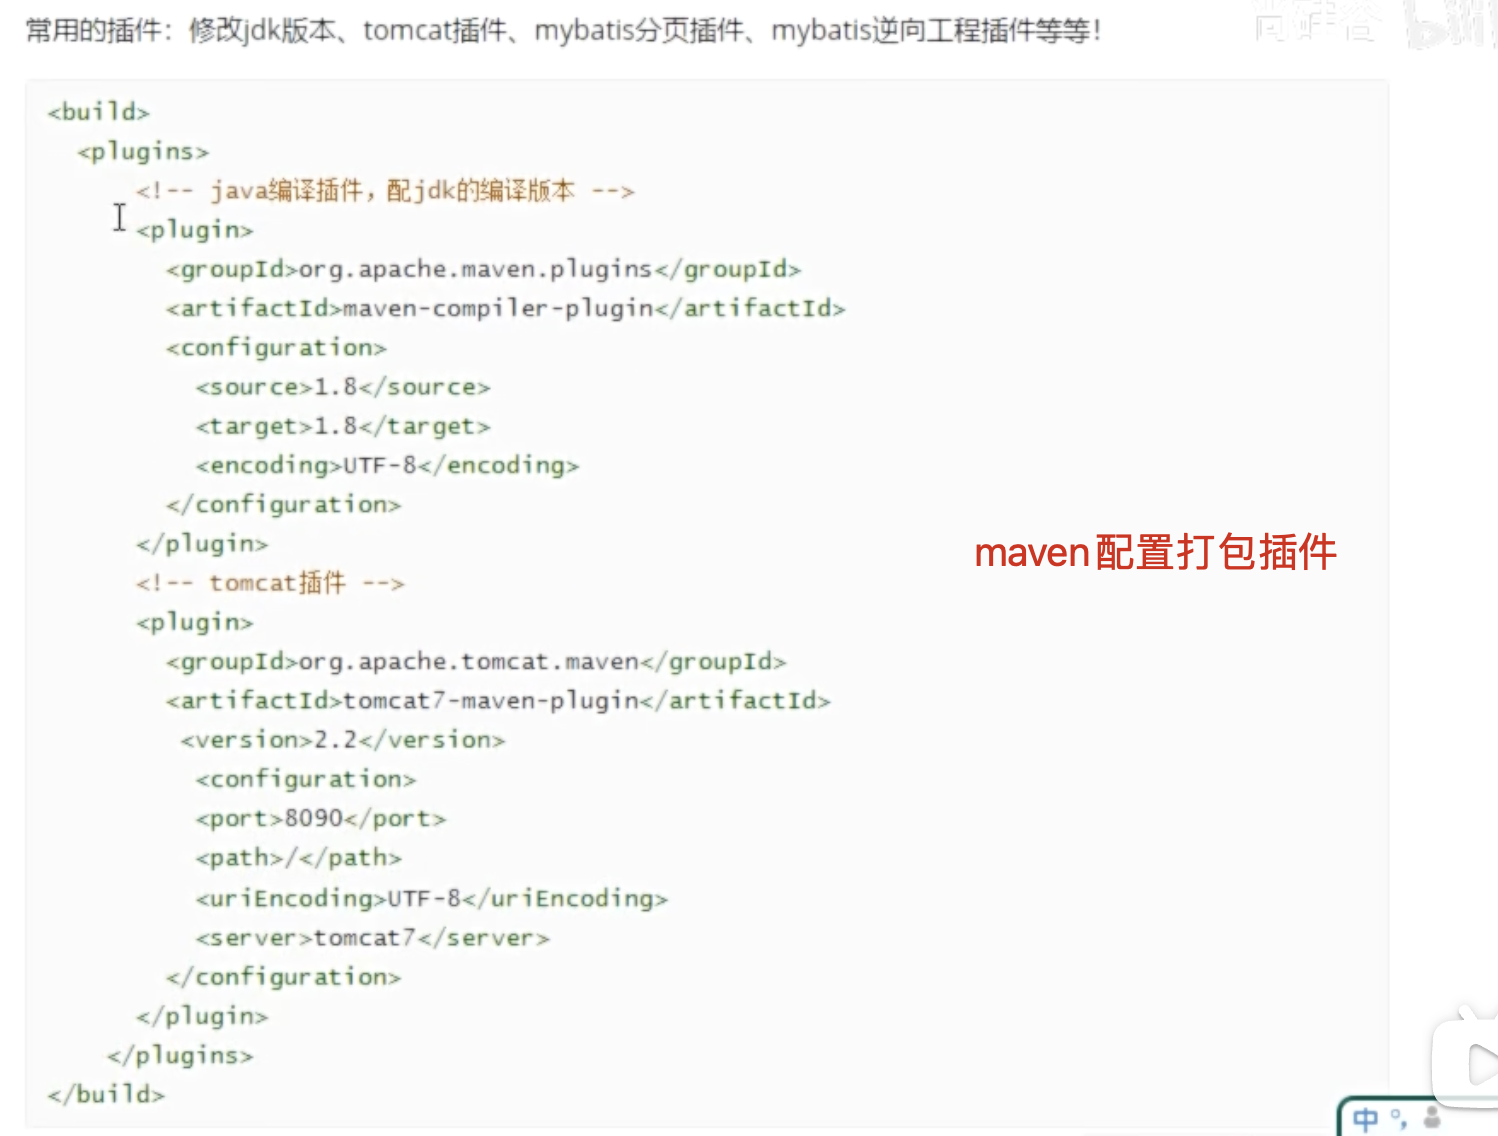 常用的插件：修改jdk版本、tomcat插件、mybatis分页插件、mybatis逆向工程插件等等！
尚硅谷
<build>
<plugins>
<!-- java编译插件，配jdk的编译版本 -->
<plugin>
<groupId>org.apache.maven.plugins</groupId>
<artifactId>maven-compiler-plugin</artifactId>
<configuration>
<source>1.8</source>
<target>1.8</target>
<encoding>UTF-8</encoding>
</configuration>
</plugin>
maven配置打包插件
<!-- tomcat插件 -->
<plugin>
<groupId>org.apache.tomcat.maven</groupId>
<artifactId>tomcat7-maven-plugin</artifactId>
<version>2.2</version>
<configuration>
<port>8090</port>
<path>/</path>
<uriEncoding>UTF-8</uriEncoding>
<server>tomcat7</server>
</configuration>
</plugin>
</plugins>
</build>
中 °,